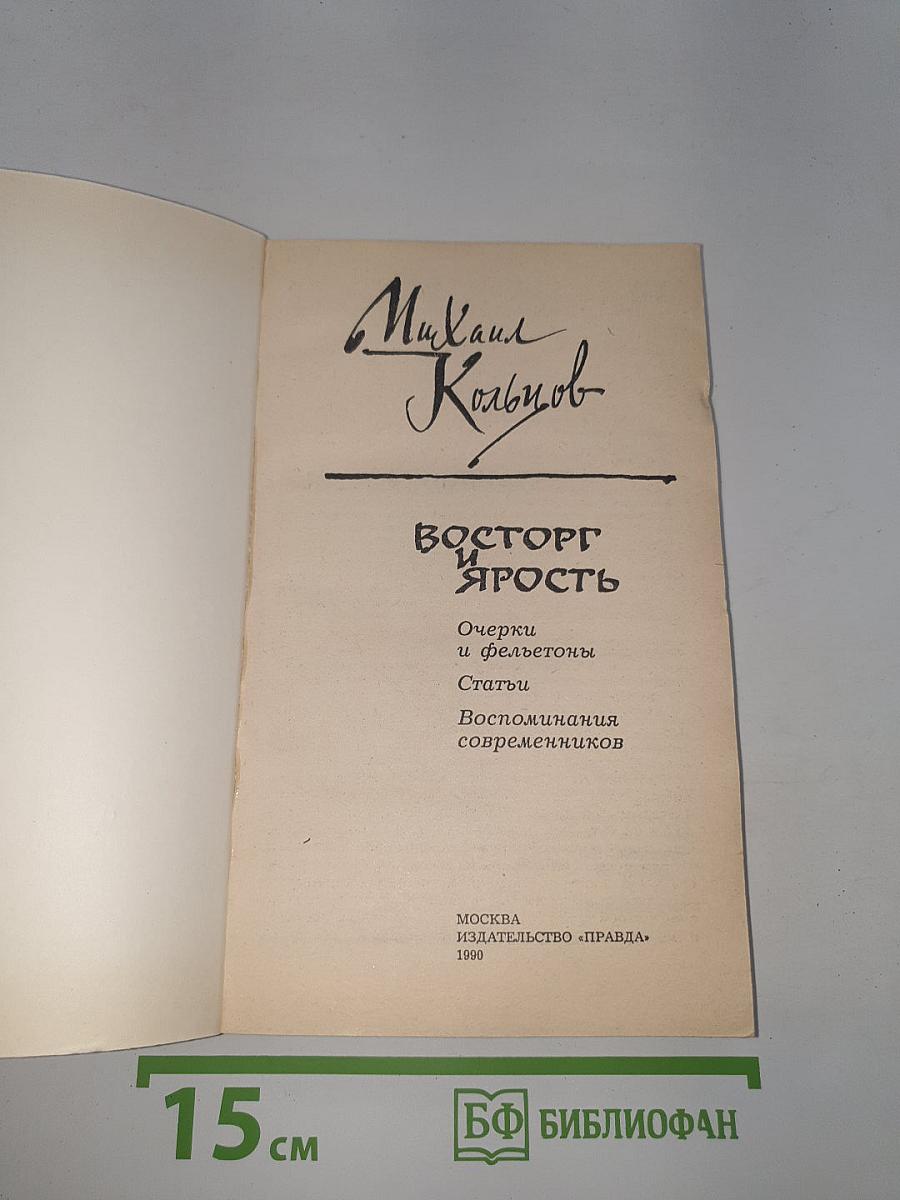 Михаил
Кольцов
ВОСТОРГ
И
ЯРОСТЬ
Очерки
и фельетоны
Статьи
Воспоминания
современников
МОСКВА
ИЗДАТЕЛЬСТВО «ПРАВДА»
1990
15 см
БФ БИБЛИОФАН